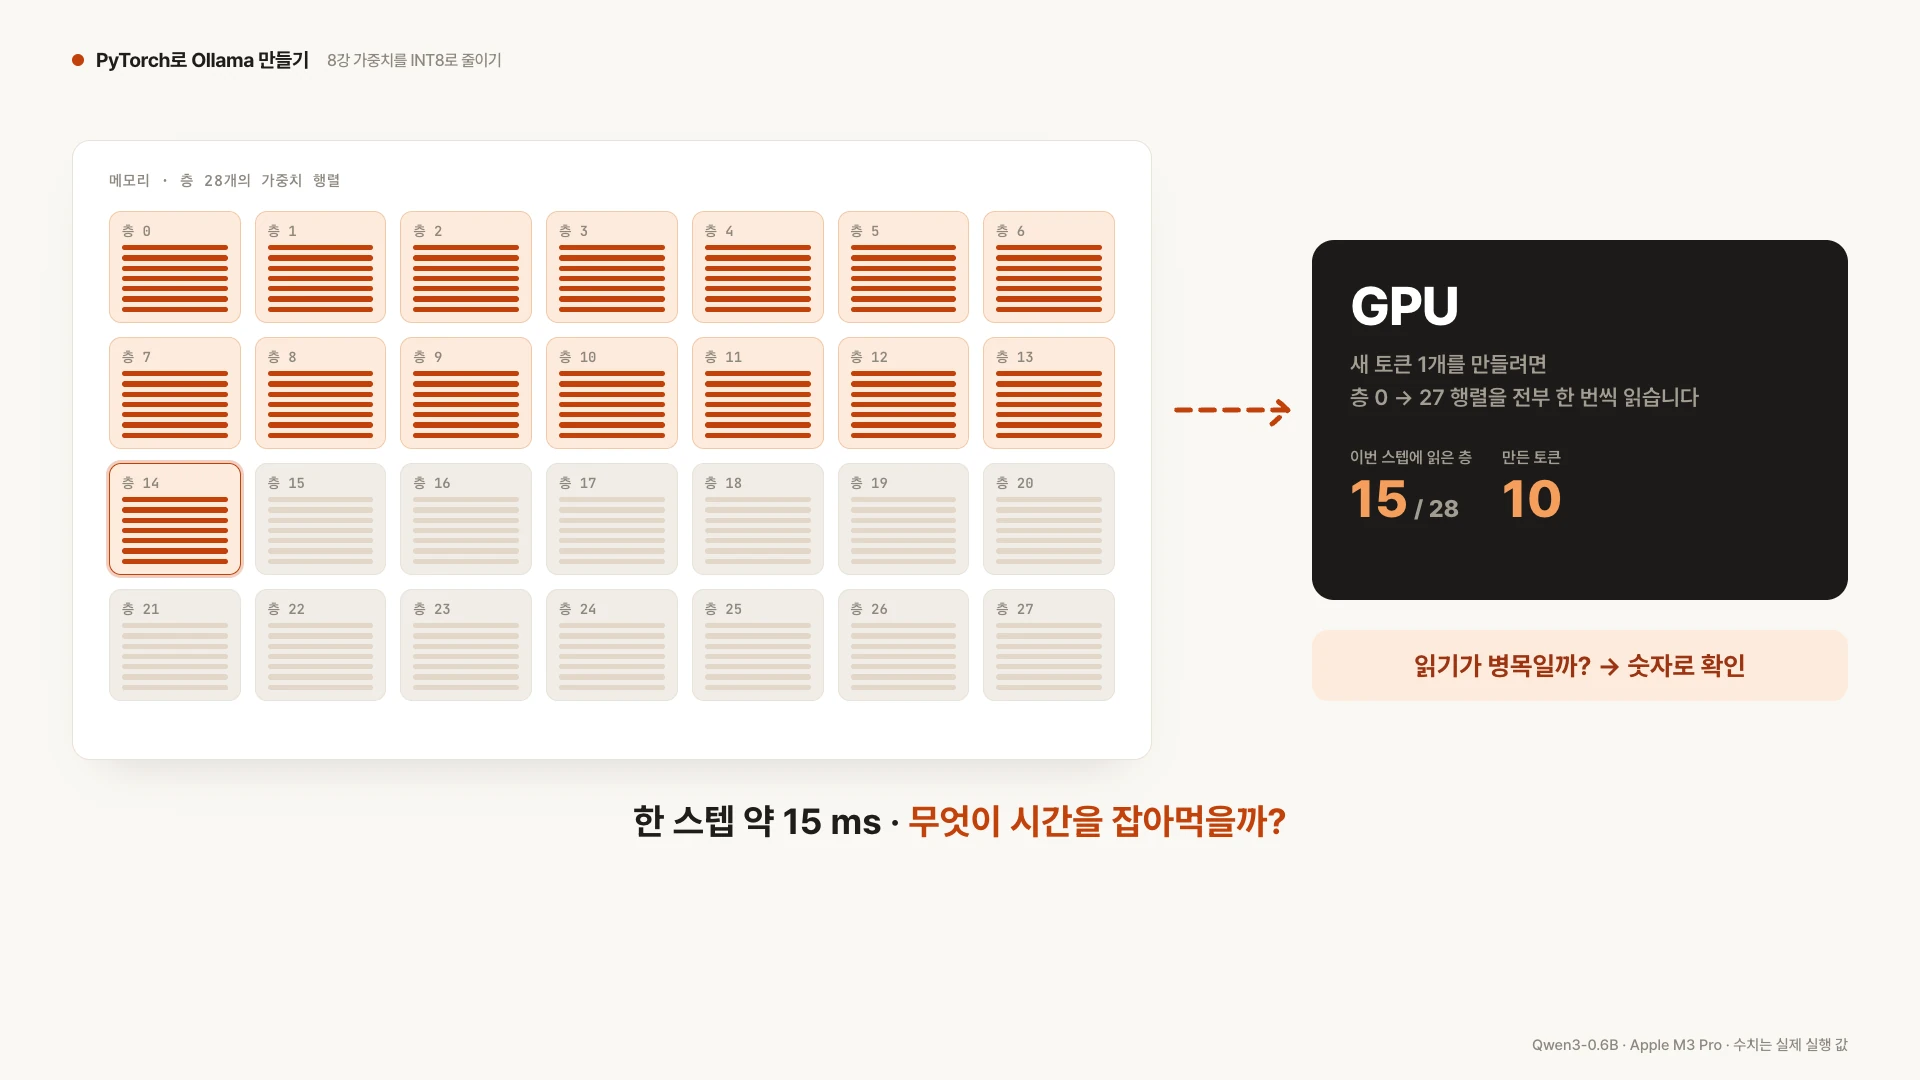 PyTorch로 Ollama 만들기 8강 가중치를 INT8로 줄이기
메모리 · 층 28개의 가중치 행렬
층 0 층 1 층 2 층 3 층 4 층 5 층 6
층 7 층 8 층 9 층 10 층 11 층 12 층 13
층 14 층 15 층 16 층 17 층 18 층 19 층 20
층 21 층 22 층 23 층 24 층 25 층 26 층 27
GPU
새 토큰 1개를 만들려면
층 0 → 27 행렬을 전부 한 번씩 읽습니다
이번 스텝에 읽은 층 만든 토큰
15 / 28 10
읽기가 병목일까? → 숫자로 확인
한 스텝 약 15 ms · 무엇이 시간을 잡아먹을까?
Qwen3-0.6B · Apple M3 Pro · 수치는 실제 실행 값